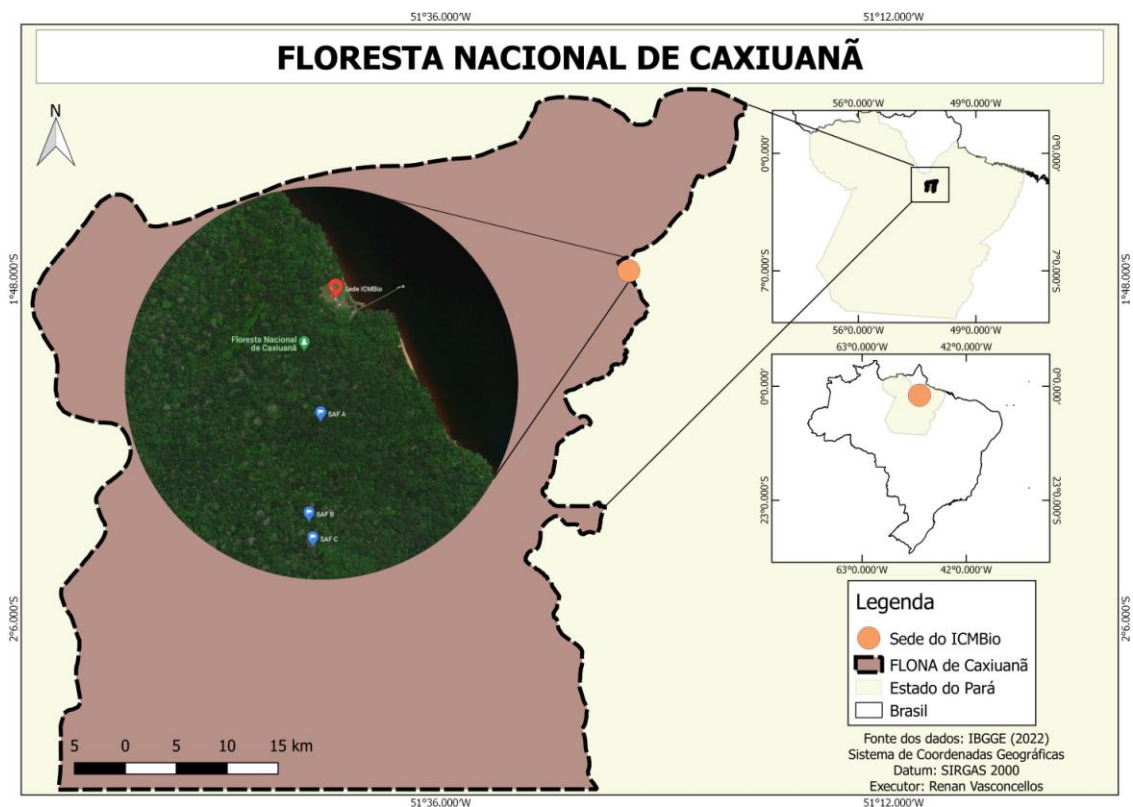 51°36.000'W
51°12.000'W
FLORESTA NACIONAL DE CAXIUANÃ
N
56°0.000'W
49°0.000'W
0°0.000'
0°0.000'
7°0.000'S
7°0.000'S
56°0.000'W
49°0.000'W
1°48.000'S
1°48.000'S
Sede ICMBio
Floresta Nacional
de Caxiuanã
SAF A
SAF B
SAF C
63°0.000'W
42°0.000'W
0°0.000'
0°0.000'
23°0.000'S
23°0.000'S
63°0.000'W
42°0.000'W
2°6.000'S
2°6.000'S
Legenda
Sede do ICMBio
FLONA de Caxiuanã
Estado do Pará
Brasil
5 0 5 10 15 km
Fonte dos dados: IBGGE (2022)
Sistema de Coordenadas Geográficas
Datum: SIRGAS 2000
Executor: Renan Vasconcellos
51°36.000'W
51°12.000'W